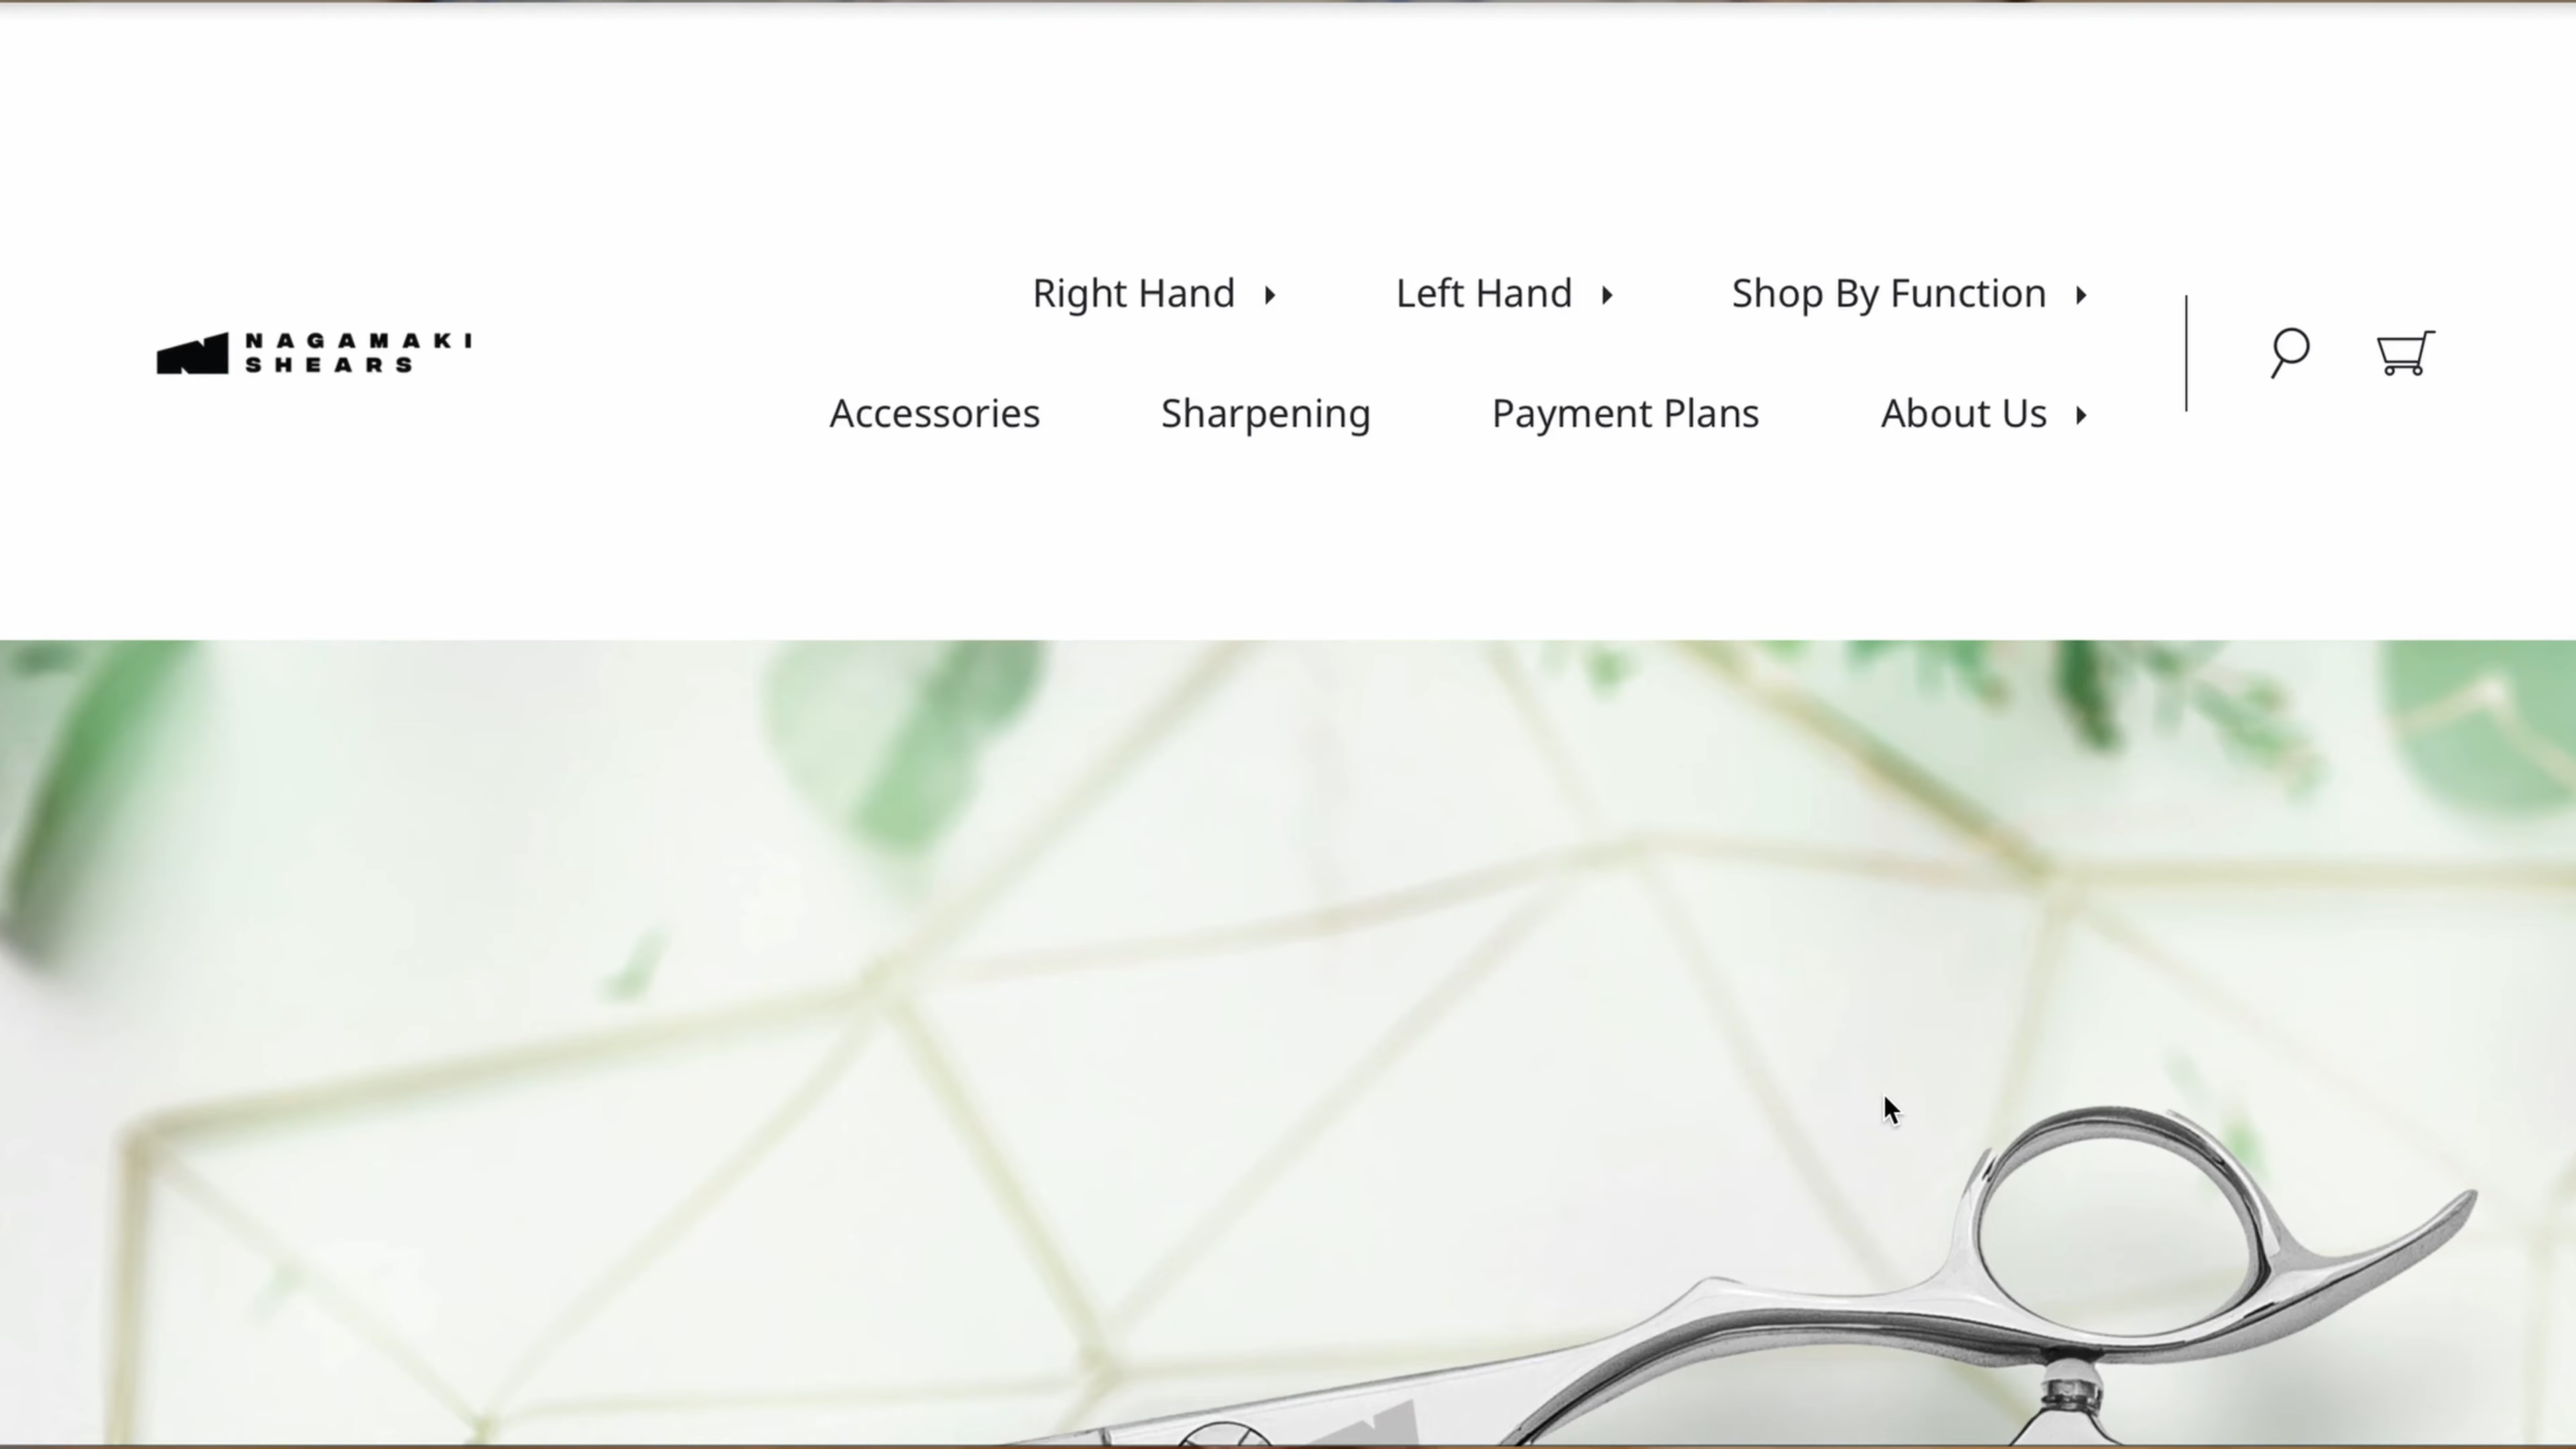 NAGAMAKI
SHEARS
Right Hand
Left Hand
Shop By Function
Accessories
Sharpening
Payment Plans
About Us